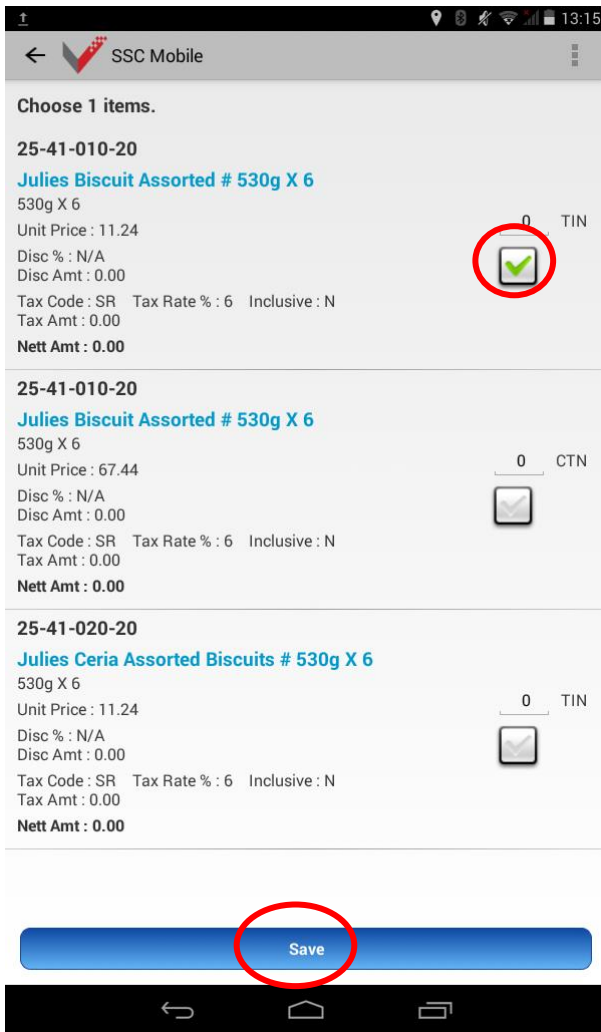 13:15
SSC Mobile
Choose 1 items.
25-41-010-20
Julies Biscuit Assorted # 530g X 6
530g X 6
Unit Price : 11.24
0 TIN
Disc % : N/A
Disc Amt : 0.00
Tax Code : SR Tax Rate % : 6 Inclusive : N
Tax Amt : 0.00
Nett Amt : 0.00
25-41-010-20
Julies Biscuit Assorted # 530g X 6
530g X 6
Unit Price : 67.44
0 CTN
Disc % : N/A
Disc Amt : 0.00
Tax Code : SR Tax Rate % : 6 Inclusive : N
Tax Amt : 0.00
Nett Amt : 0.00
25-41-020-20
Julies Ceria Assorted Biscuits # 530g X 6
530g X 6
Unit Price : 11.24
0 TIN
Disc % : N/A
Disc Amt : 0.00
Tax Code : SR Tax Rate % : 6 Inclusive : N
Tax Amt : 0.00
Nett Amt : 0.00
Save